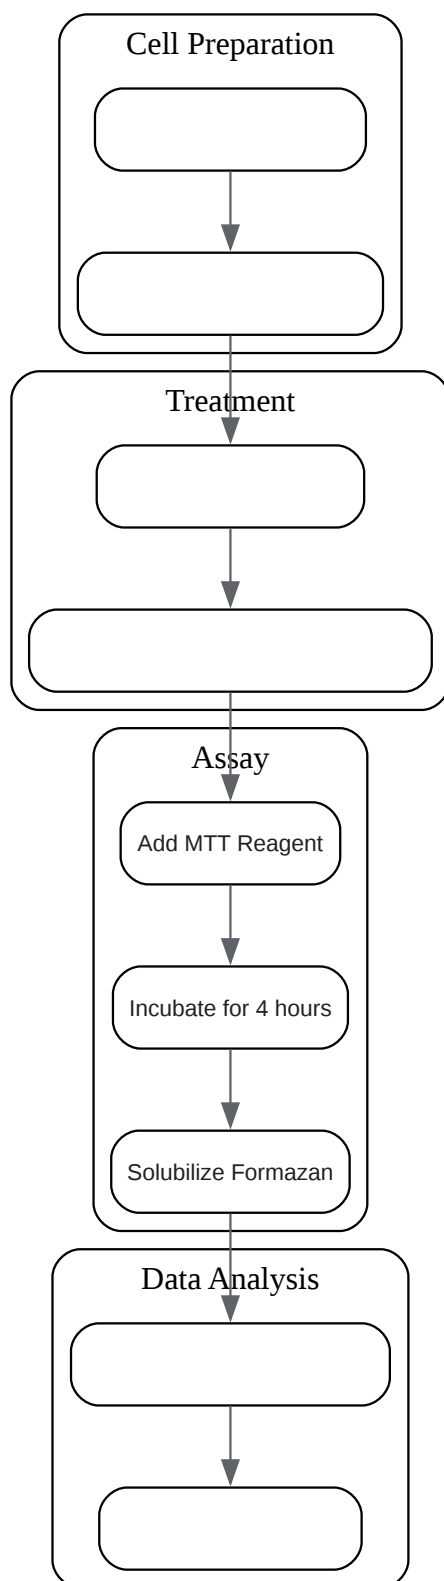 Cell Preparation
Treatment
Assay
Add MTT Reagent
Incubate for 4 hours
Solubilize Formazan
Data Analysis